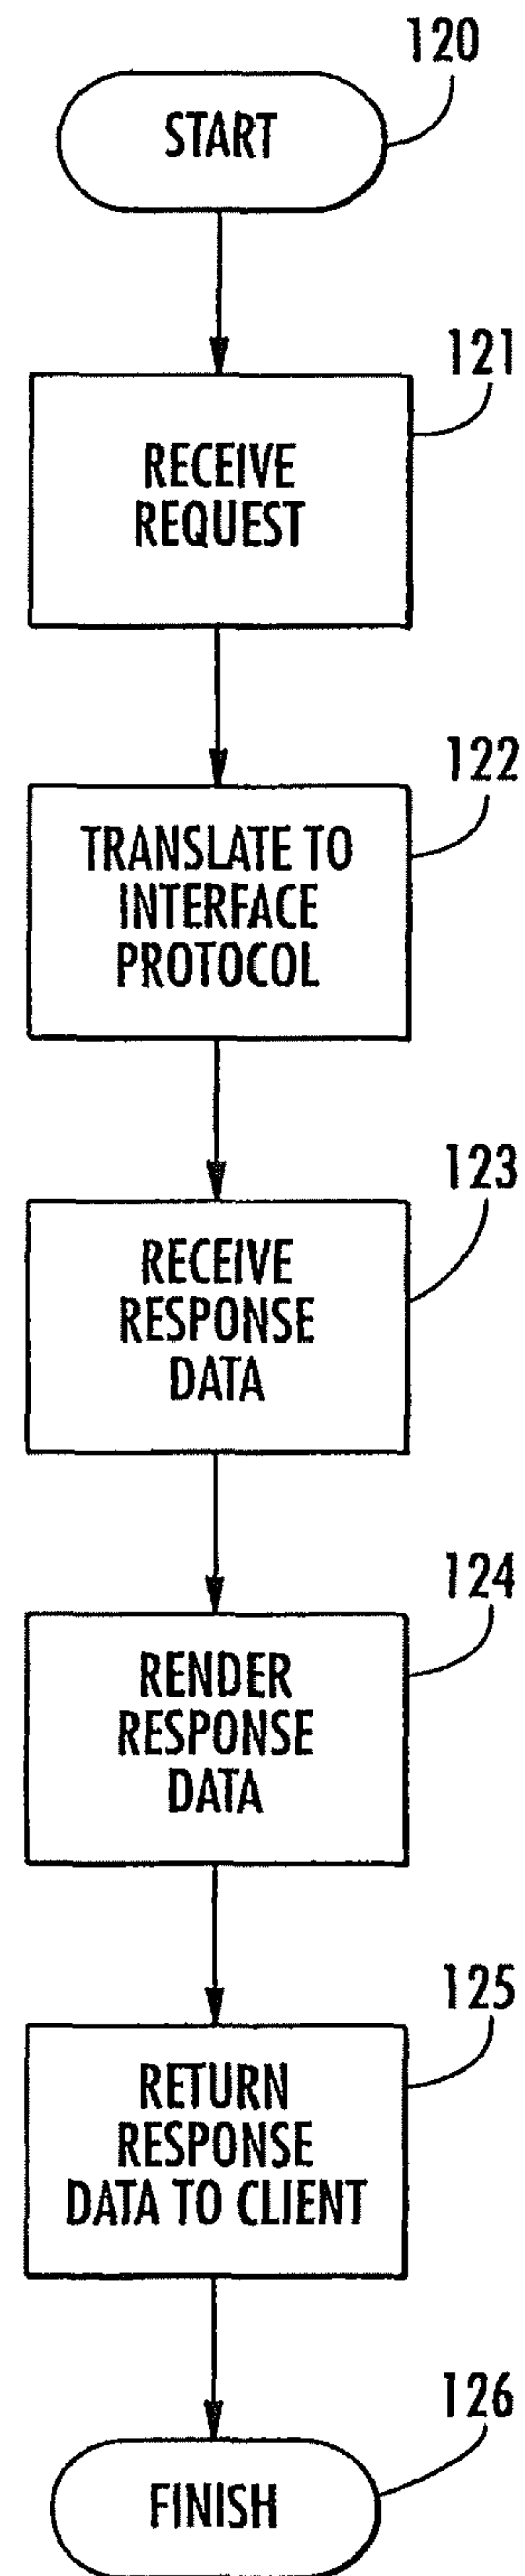 120
START
121
RECEIVE
REQUEST
122
TRANSLATE TO
INTERFACE
PROTOCOL
123
RECEIVE
RESPONSE
DATA
124
RENDER
RESPONSE
DATA
125
RETURN
RESPONSE
DATA TO CLIENT
126
FINISH